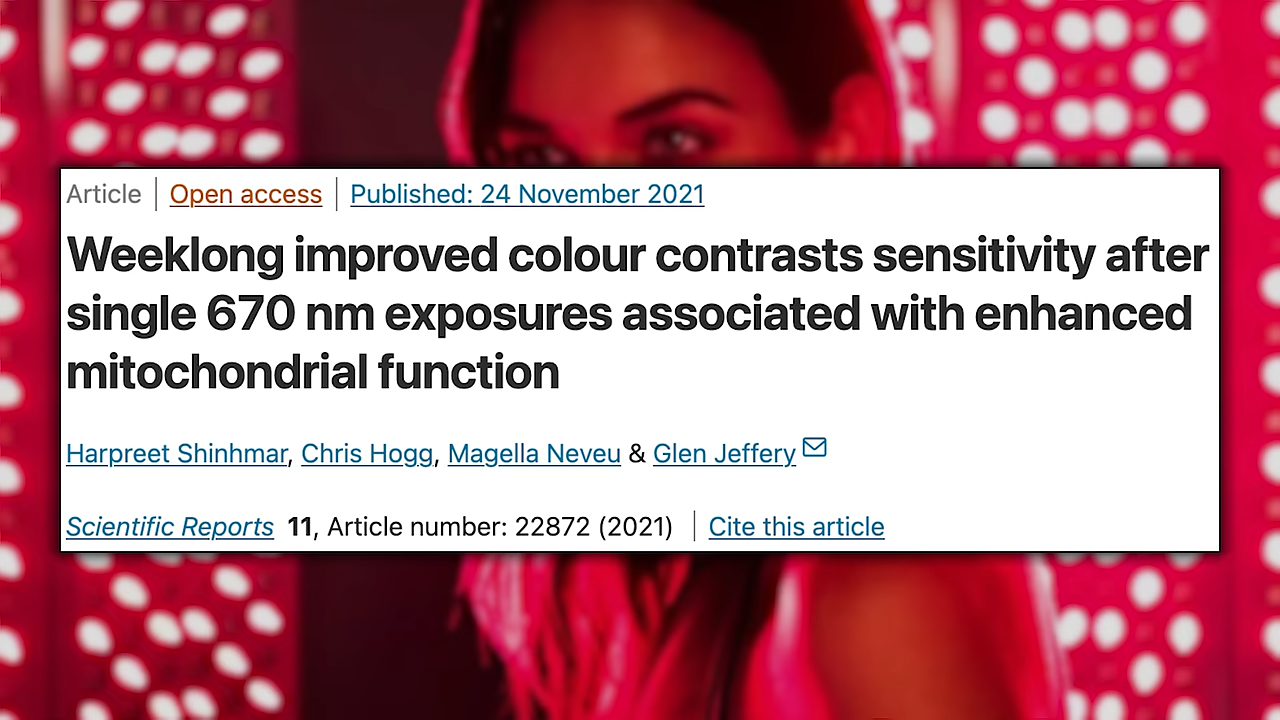 Article | Open access | Published: 24 November 2021
Weeklong improved colour contrasts sensitivity after
single 670 nm exposures associated with enhanced
mitochondrial function
Harpreet Shinhmar, Chris Hogg, Magella Neveu & Glen Jeffery
Scientific Reports 11, Article number: 22872 (2021) | Cite this article